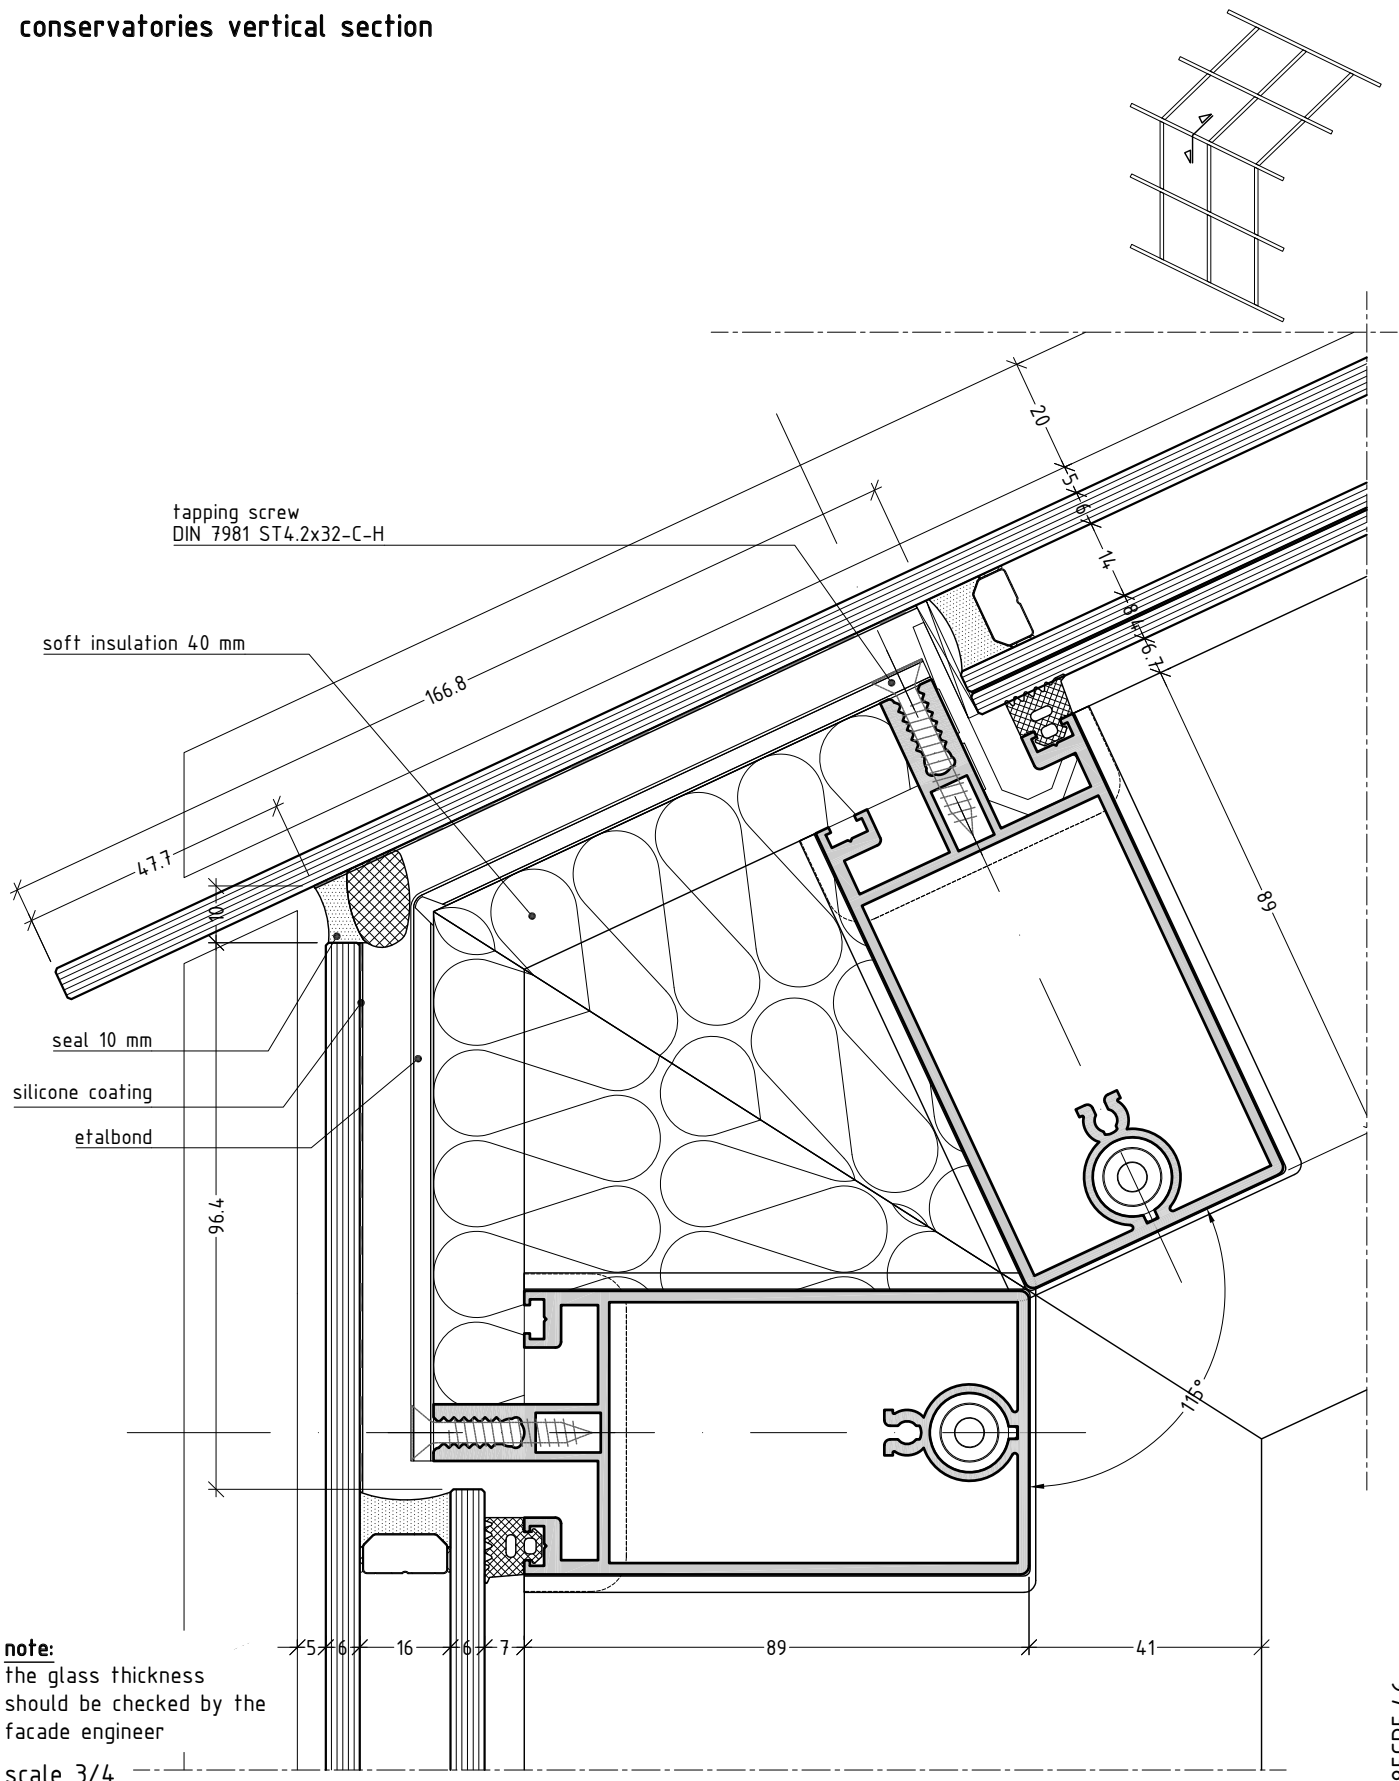 conservatories vertical section
20
5
6
14
tapping screw
DIN 7981 ST4.2x32-C-H
8.4
6.7
soft insulation 40 mm
166.8
47.7
89
10
seal 10 mm
silicone coating
etalbond
96.4
115°
note:
the glass thickness
should be checked by the
facade engineer
scale 3/4
5 6 16 6 7 89 41